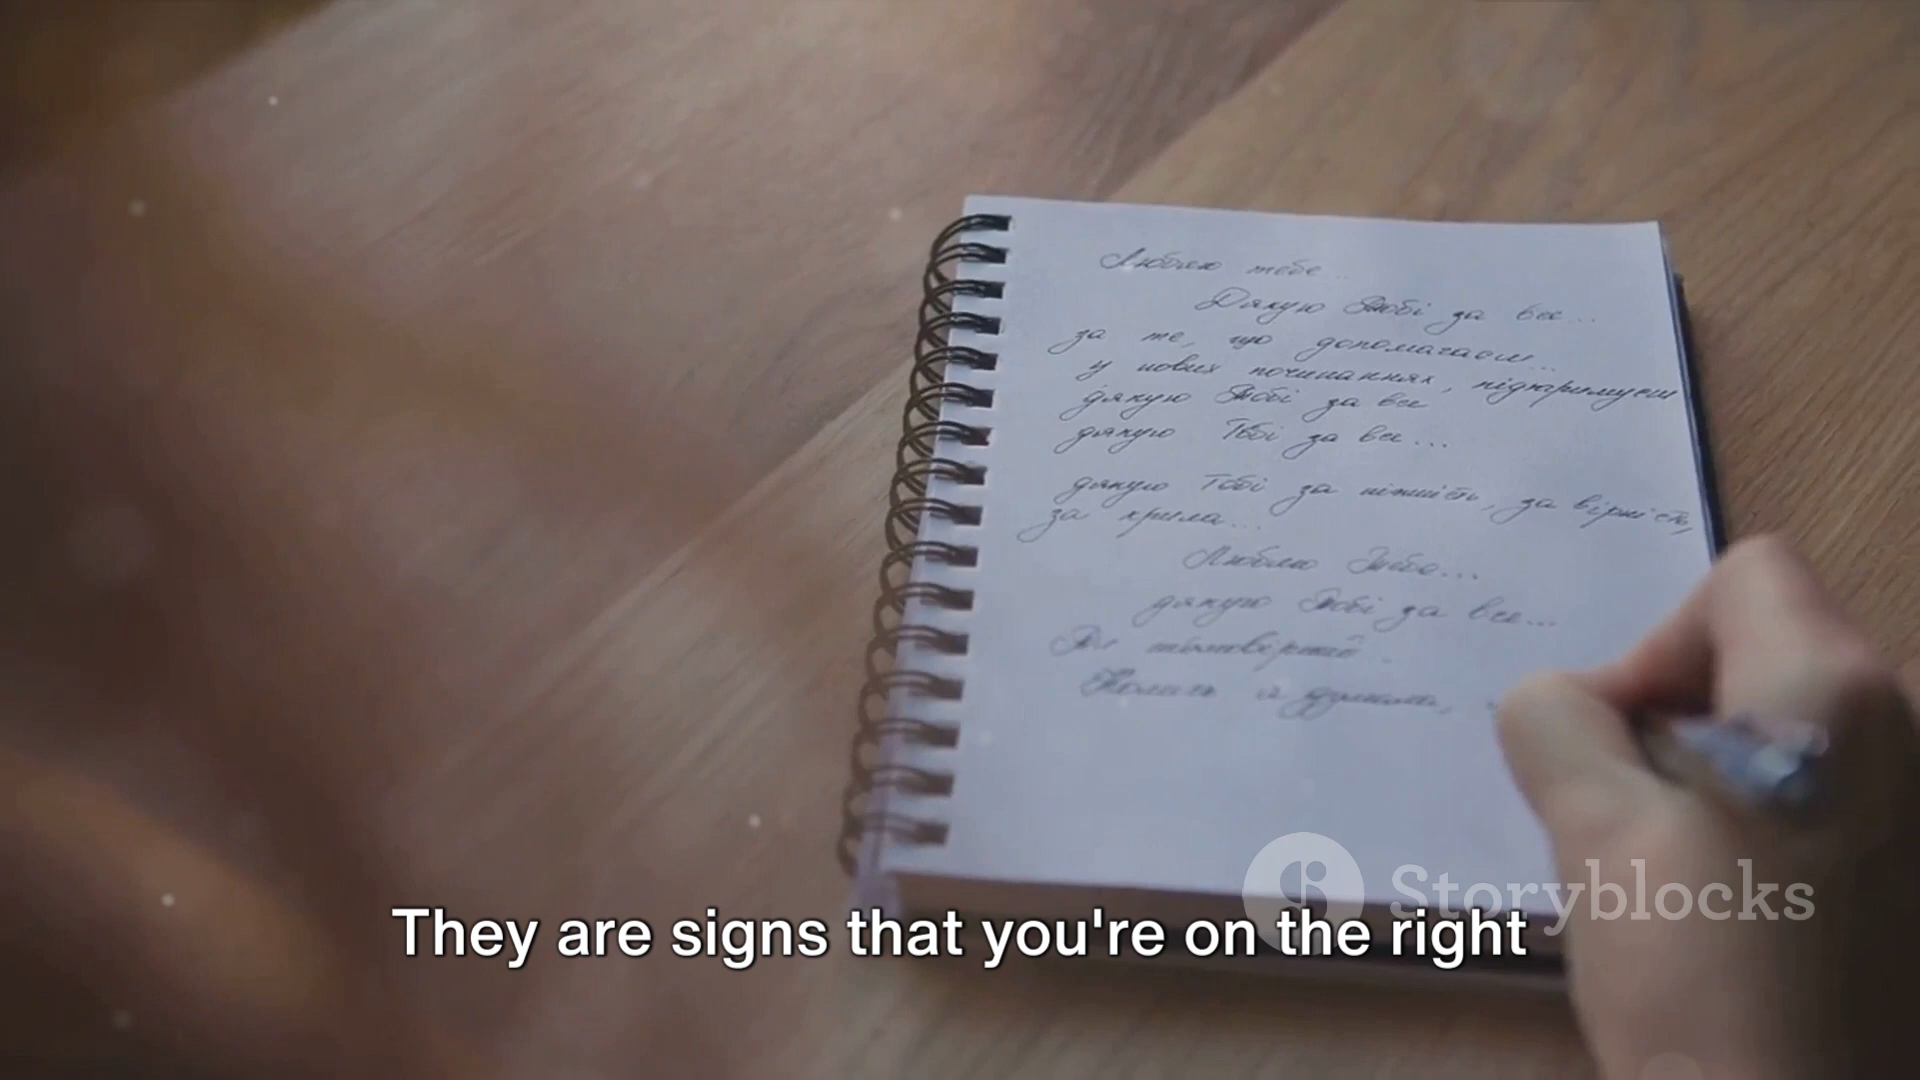 Люблю тебе..
Дякую Тобі за все...
за те, що допомагаєш...
у нових починаннях, підтримуєш
дякую Тобі за все
дякую Тобі за все...
дякую Тобі за ніжність, за вірність,
за крила...
Люблю Тебе...
дякую Тобі за все...
Колись я думала,
Storyblocks
They are signs that you're on the right